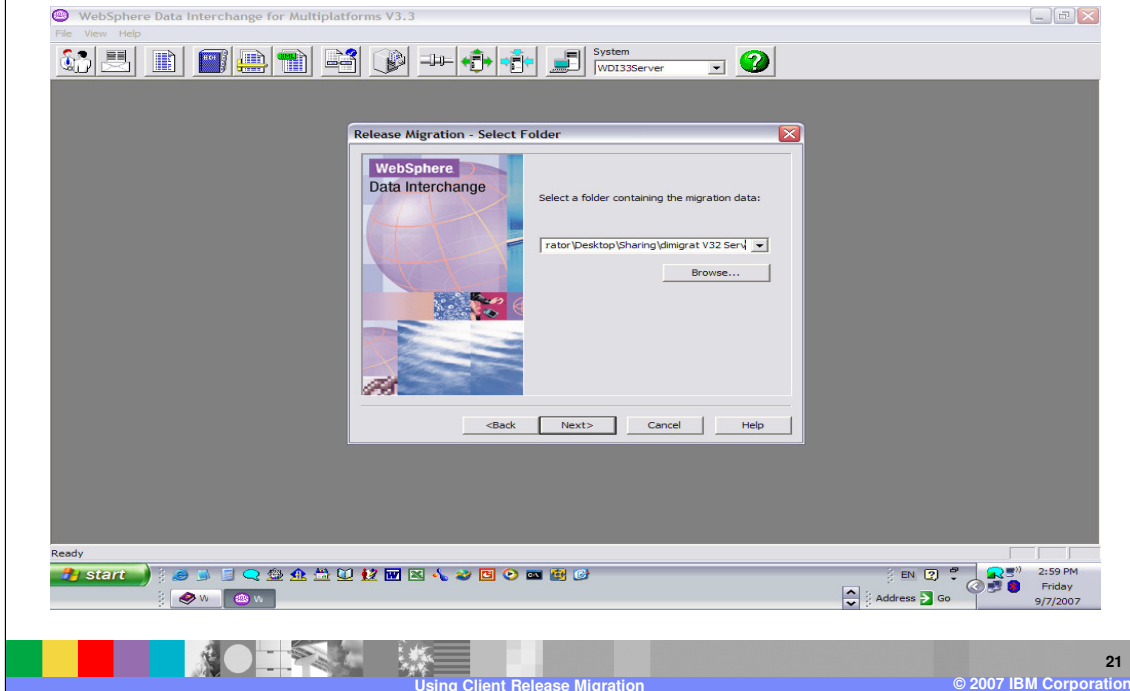 WebSphere Data Interchange for Multiplatforms V3.3
File View Help
EDI
System
WDI33Server
Release Migration - Select Folder
WebSphere
Data Interchange
Select a folder containing the migration data:
rator\Desktop\Sharing\dimigrat V32 Serv
Browse...
<Back Next> Cancel Help
Ready
start
EN
2:59 PM
Friday
9/7/2007
W W
Address Go
21
Using Client Release Migration
© 2007 IBM Corporation